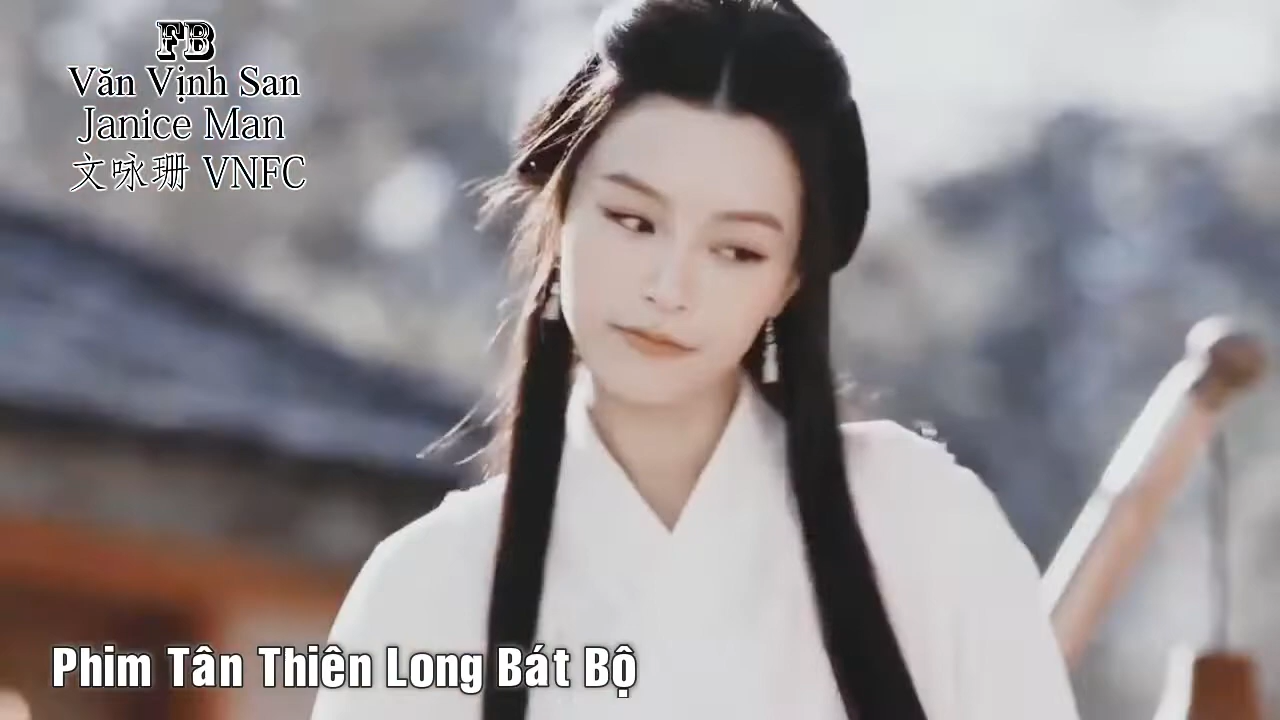 FB
Văn Vịnh San
Janice Man
文咏珊 VNFC
Phim Tân Thiên Long Bát Bộ